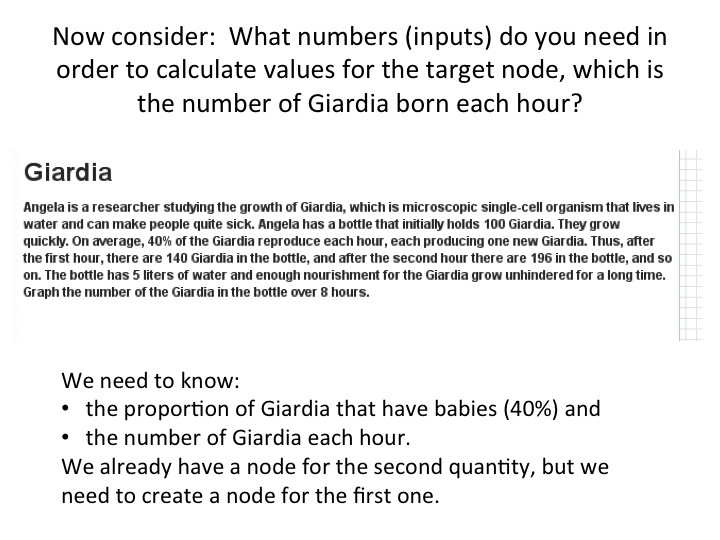 Now consider:  What numbers (inputs) do you need in
order to calculate values for the target node, which is
the number of Giardia born each hour?
Giardia
Angela is a researcher studying the growth of Giardia, which is microscopic single-cell organism that lives in
water and can make people quite sick. Angela has a bottle that initially holds 100 Giardia. They grow
quickly. On average, 40% of the Giardia reproduce each hour, each producing one new Giardia. Thus, after
the first hour, there are 140 Giardia in the bottle, and after the second hour there are 196 in the bottle, and so
on. The bottle has 5 liters of water and enough nourishment for the Giardia grow unhindered for a long time.
Graph the number of the Giardia in the bottle over 8 hours.
We need to know:
• the proportion of Giardia that have babies (40%) and
• the number of Giardia each hour.
We already have a node for the second quantity, but we
need to create a node for the first one.